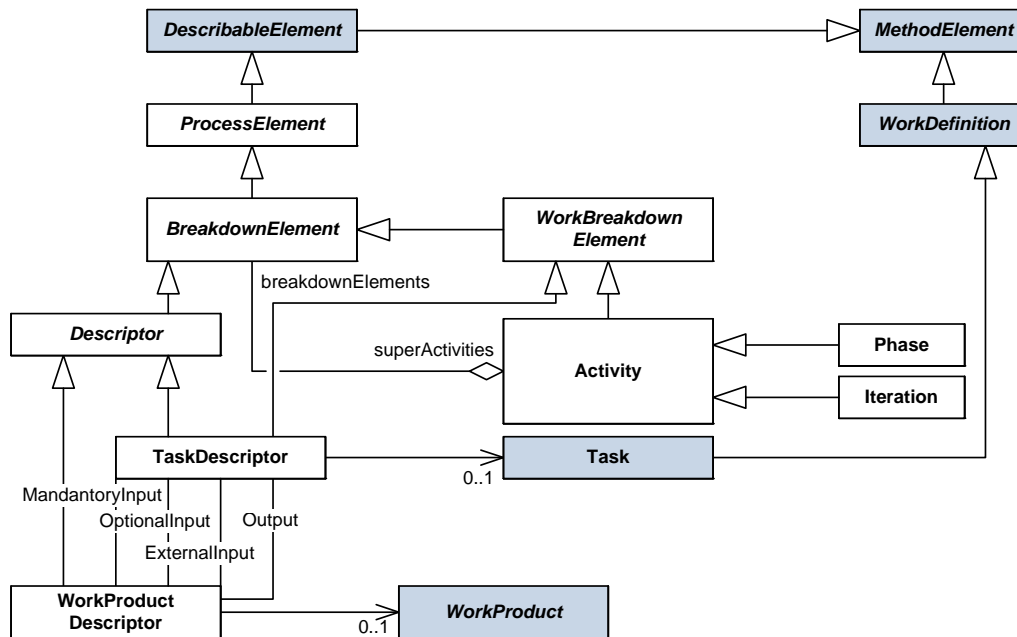 DescribableElement
MethodElement
ProcessElement
WorkDefinition
BreakdownElement
WorkBreakdown
Element
breakdownElements
Descriptor
superActivities
Activity
Phase
Iteration
TaskDescriptor
Task
0..1
MandantoryInput
OptionalInput
Output
ExternalInput
WorkProduct
Descriptor
WorkProduct
0..1